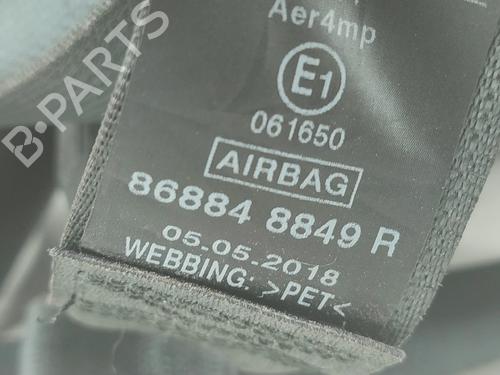 Aer4mp
E1
061650
AIRBAG
86884 8849 R
05.05.2018
WEBBING: >PET<
B-PARTS